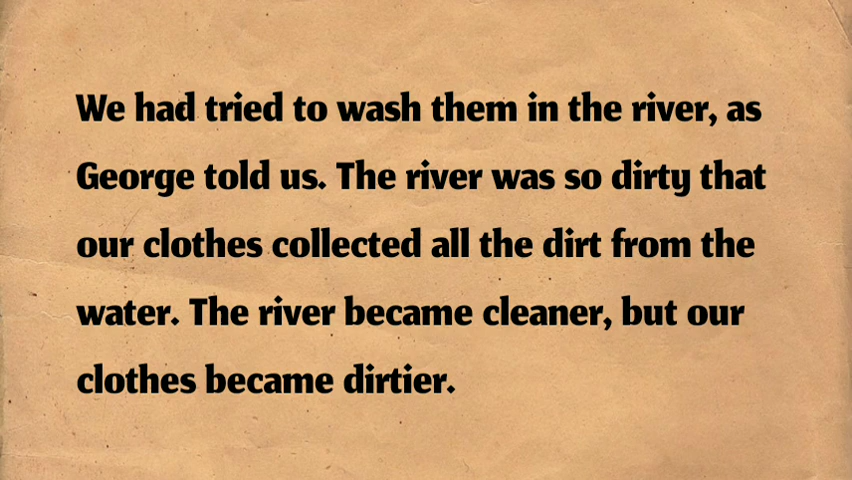 We had tried to wash them in the river, as
George told us. The river was so dirty that
our clothes collected all the dirt from the
water. The river became cleaner, but our
clothes became dirtier.